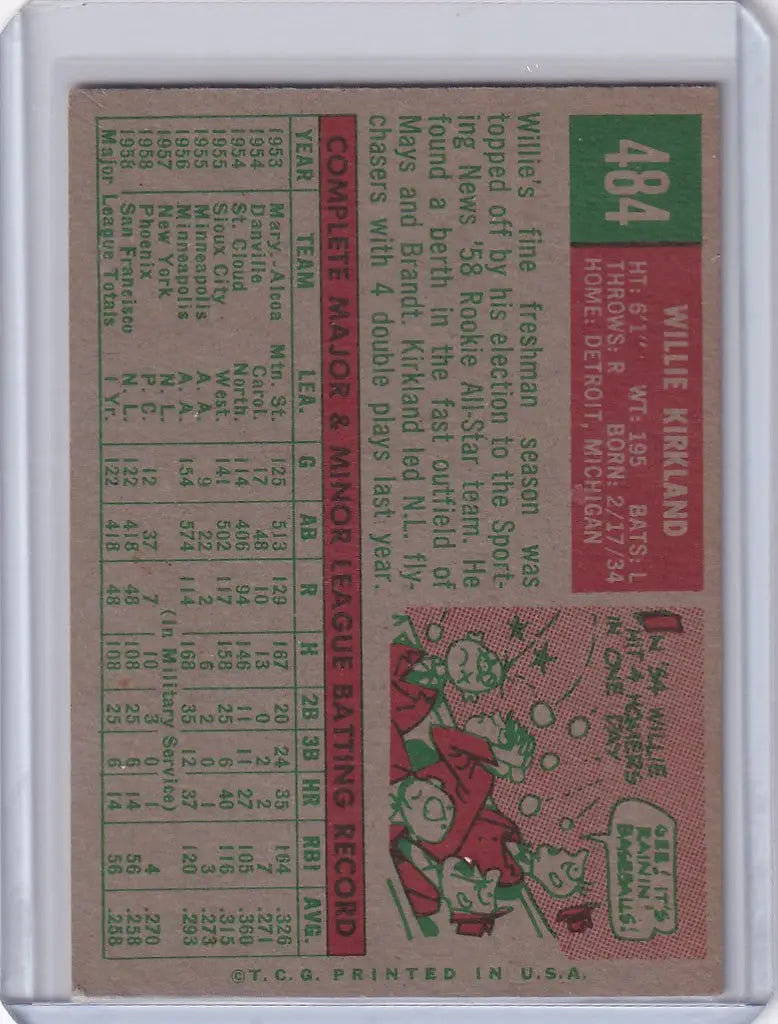 484
WILLIE KIRKLAND
HT: 6'1" WT: 195 BATS: L
THROWS: R BORN: 2/17/34
HOME: DETROIT, MICHIGAN
Willie's fine freshman season was
topped off by his election to the Sport-
ing News '58 Rookie All-Star team. He
found a berth in the fast outfield of
Mays and Brandt. Kirkland led N.L. fly-
chasers with 4 double plays last year.
IN '54 WILLIE
HIT 4 HOMERS
IN ONE DAY
GEE! IT'S
RAININ'
BASEBALLS!
COMPLETE MAJOR & MINOR LEAGUE BATTING RECORD
YEAR TEAM LEA. G AB R H 2B 3B HR RBI AVG.
1953 Mary.-Alcoa Mtn. St. 125 513 129 167 20 24 35 164 .326
1954 Danville Carol. 17 48 10 13 0 2 2 7 .271
1954 St. Cloud North. 114 406 94 146 11 11 27 105 .360
1955 Sioux City West. 141 502 117 158 25 6 40 116 .315
1955 Minneapolis A. A. 9 22 2 6 2 0 1 3 .273
1956 Minneapolis A. A. 154 574 114 168 35 12 37 120 .293
1957 New York N. L. (In Military Service)
1958 Phoenix P. C. 12 37 7 10 3 0 1 4 .270
1958 San Francisco N. L. 122 418 48 108 25 6 14 56 .258
Major League Totals 1 Yr. 122 418 48 108 25 6 14 56 .258
©T. C. G. PRINTED IN U.S.A.